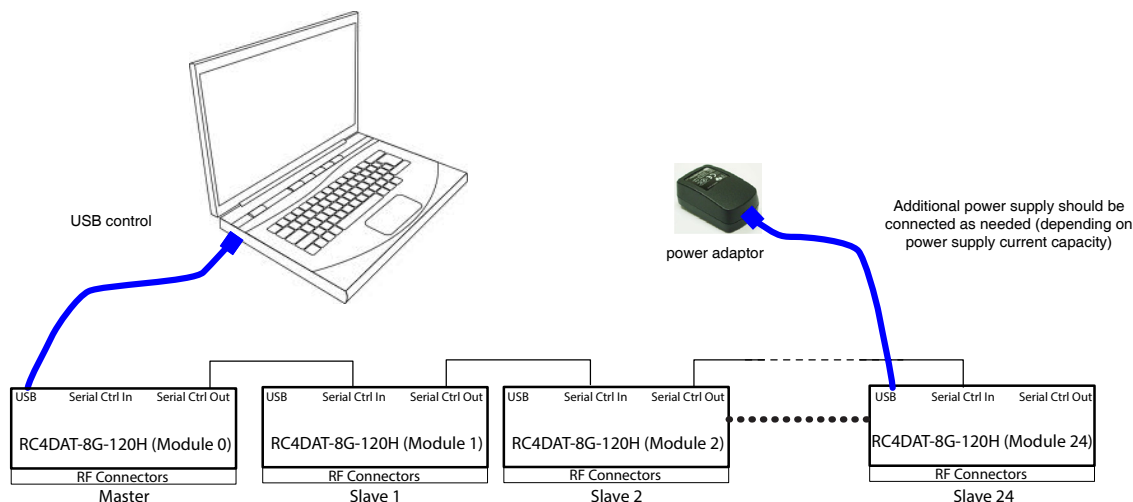 USB control
power adaptor
Additional power supply should be
connected as needed (depending on
power supply current capacity)
USB Serial Ctrl In Serial Ctrl Out
RC4DAT-8G-120H (Module 0)
RF Connectors
Master
USB Serial Ctrl In Serial Ctrl Out
RC4DAT-8G-120H (Module 1)
RF Connectors
Slave 1
USB Serial Ctrl In Serial Ctrl Out
RC4DAT-8G-120H (Module 2)
RF Connectors
Slave 2
USB Serial Ctrl In Serial Ctrl Out
RC4DAT-8G-120H (Module 24)
RF Connectors
Slave 24